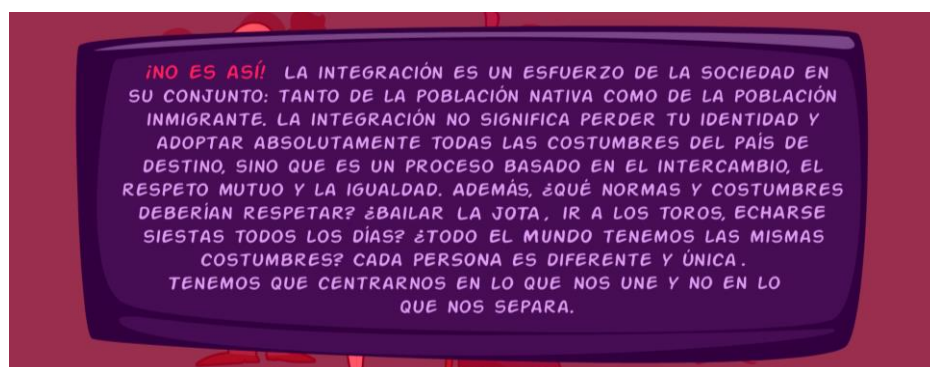 ¡NO ES ASÍ! LA INTEGRACIÓN ES UN ESFUERZO DE LA SOCIEDAD EN
SU CONJUNTO: TANTO DE LA POBLACIÓN NATIVA COMO DE LA POBLACIÓN
INMIGRANTE. LA INTEGRACIÓN NO SIGNIFICA PERDER TU IDENTIDAD Y
ADOPTAR ABSOLUTAMENTE TODAS LAS COSTUMBRES DEL PAÍS DE
DESTINO, SINO QUE ES UN PROCESO BASADO EN EL INTERCAMBIO, EL
RESPETO MUTUO Y LA IGUALDAD. ADEMÁS, ¿QUÉ NORMAS Y COSTUMBRES
DEBERÍAN RESPETAR? ¿BAILAR LA JOTA, IR A LOS TOROS, ECHARSE
SIESTAS TODOS LOS DÍAS? ¿TODO EL MUNDO TENEMOS LAS MISMAS
COSTUMBRES? CADA PERSONA ES DIFERENTE Y ÚNICA.
TENEMOS QUE CENTRARNOS EN LO QUE NOS UNE Y NO EN LO
QUE NOS SEPARA.